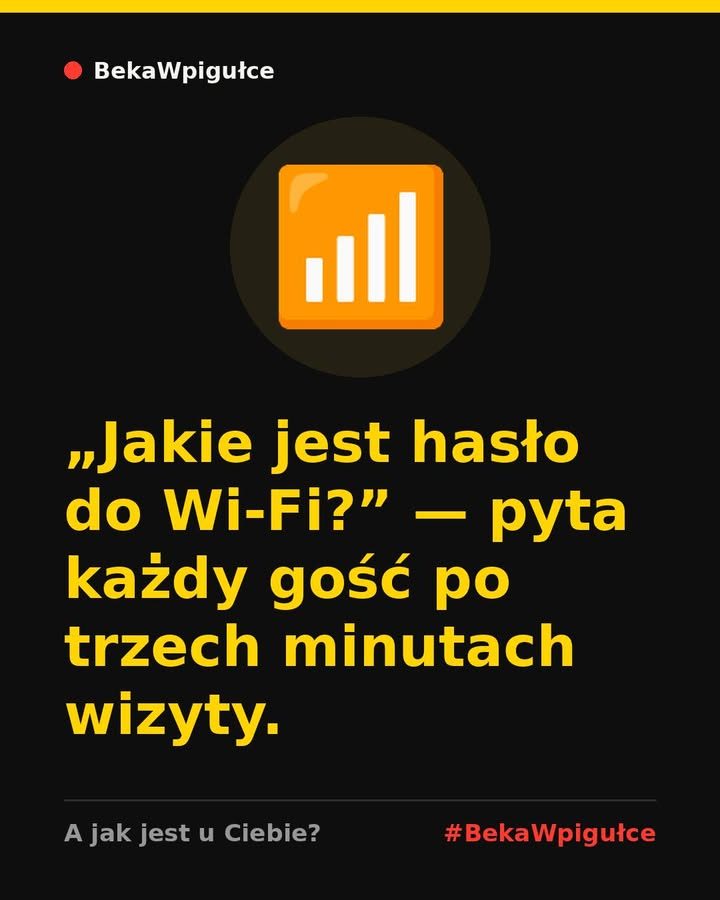 BekaWpigułce
„Jakie jest hasło
do Wi-Fi?” — pyta
każdy gość po
trzech minutach
wizyty.
A jak jest u Ciebie? #BekaWpigułce